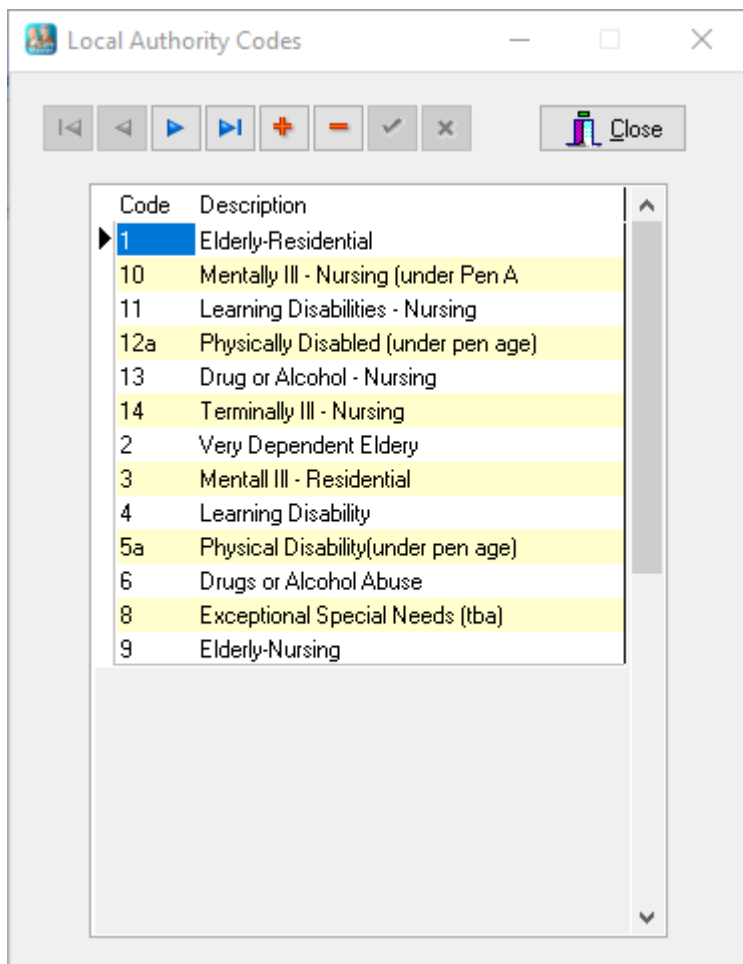 Local Authority Codes
Close
Code Description
1 Elderly-Residential
10 Mentally Ill - Nursing (under Pen A
11 Learning Disabilities - Nursing
12a Physically Disabled (under pen age)
13 Drug or Alcohol - Nursing
14 Terminally Ill - Nursing
2 Very Dependent Eldery
3 Mentall Ill - Residential
4 Learning Disability
5a Physical Disability(under pen age)
6 Drugs or Alcohol Abuse
8 Exceptional Special Needs (tba)
9 Elderly-Nursing